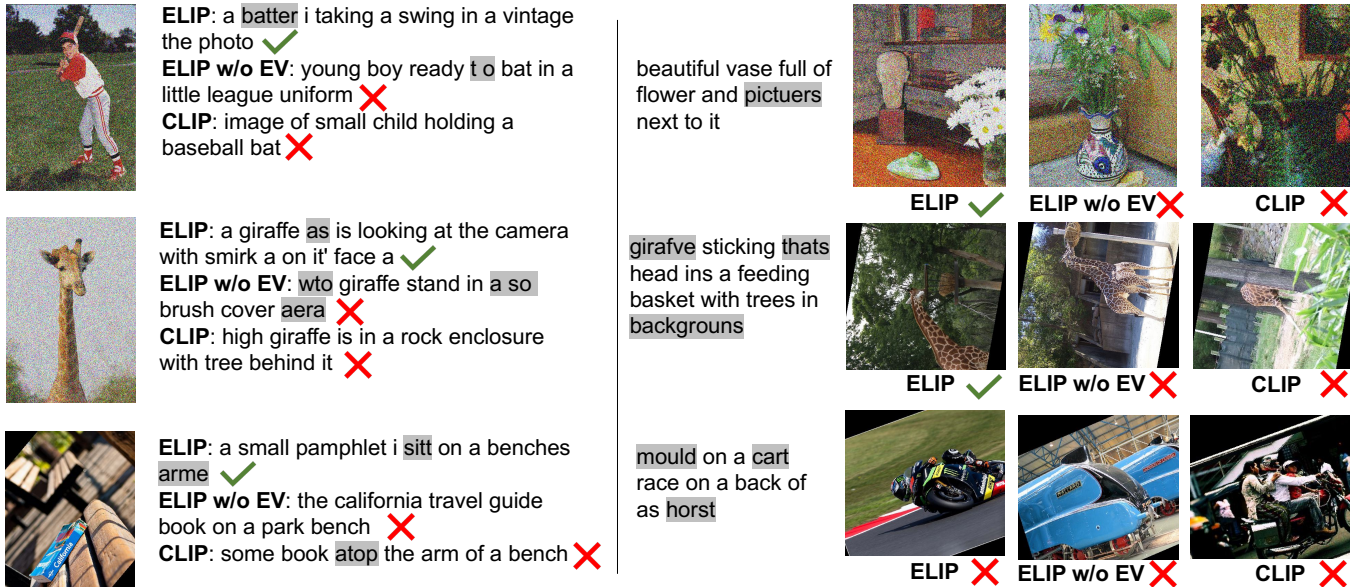 ELIP: a batter i taking a swing in a vintage
the photo
ELIP w/o EV: young boy ready t o bat in a
little league uniform
CLIP: image of small child holding a
baseball bat
beautiful vase full of
flower and pictuers
next to it
ELIP
ELIP w/o EV
CLIP
ELIP: a giraffe as is looking at the camera
with smirk a on it' face a
ELIP w/o EV: wto giraffe stand in a so
brush cover aera
CLIP: high giraffe is in a rock enclosure
with tree behind it
girafve sticking thats
head ins a feeding
basket with trees in
backgrouns
ELIP
ELIP w/o EV
CLIP
California
ELIP: a small pamphlet i sitt on a benches
arme
ELIP w/o EV: the california travel guide
book on a park bench
CLIP: some book atop the arm of a bench
mould on a cart
race on a back of
as horst
ELIP
ELIP w/o EV
CLIP